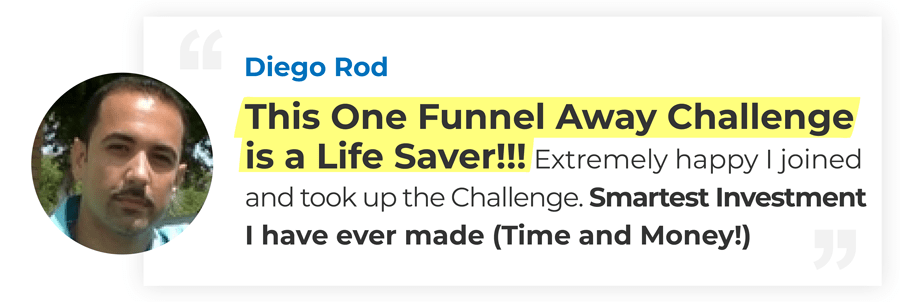 Diego Rod
This One Funnel Away Challenge
is a Life Saver!!! Extremely happy I joined
and took up the Challenge. Smartest Investment
I have ever made (Time and Money!)